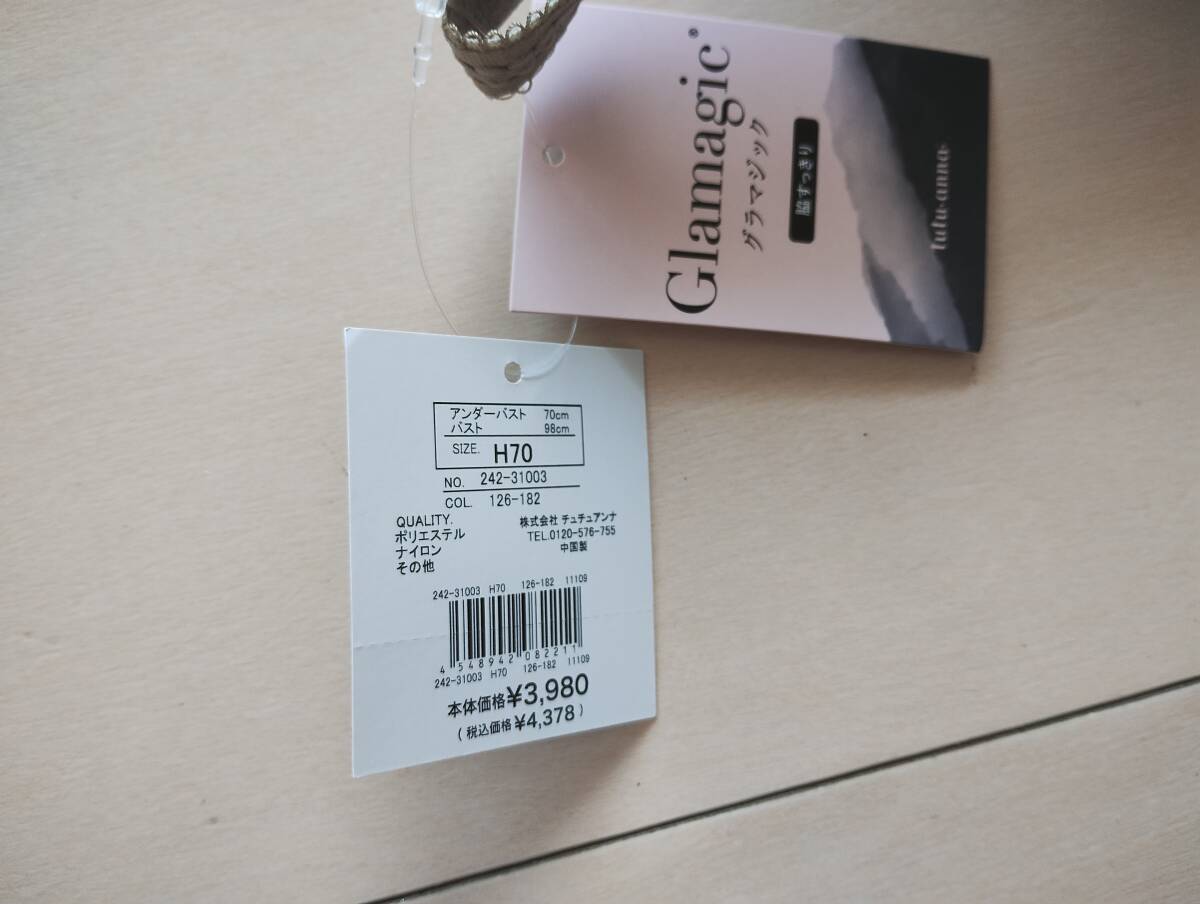 Glamagic®
グラマジック
脇すっきり
tutu-anna*
アンダーバスト 70cm
バスト 98cm
SIZE. H70
NO. 242-31003
COL. 126-182
QUALITY.
ポリエステル
ナイロン
その他
株式会社 チュチュアンナ
TEL.0120-576-755
中国製
242-31003 H70 126-182 11109
4 548942 082211
242-31003 H70 126-182 11109
本体価格¥3,980
(税込価格¥4,378)